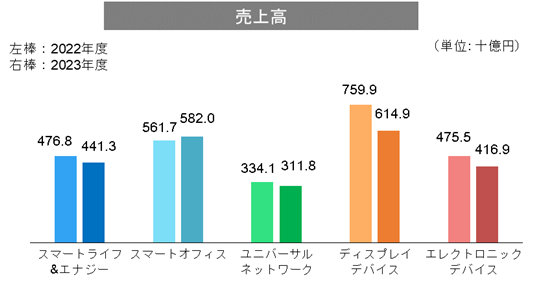 売上高
左棒：2022年度
右棒：2023年度
（単位：十億円）
476.8
441.3
561.7
582.0
334.1
311.8
759.9
614.9
475.5
416.9
スマートライフ
&エナジー
スマートオフィス
ユニバーサル
ネットワーク
ディスプレイ
デバイス
エレクトロニック
デバイス